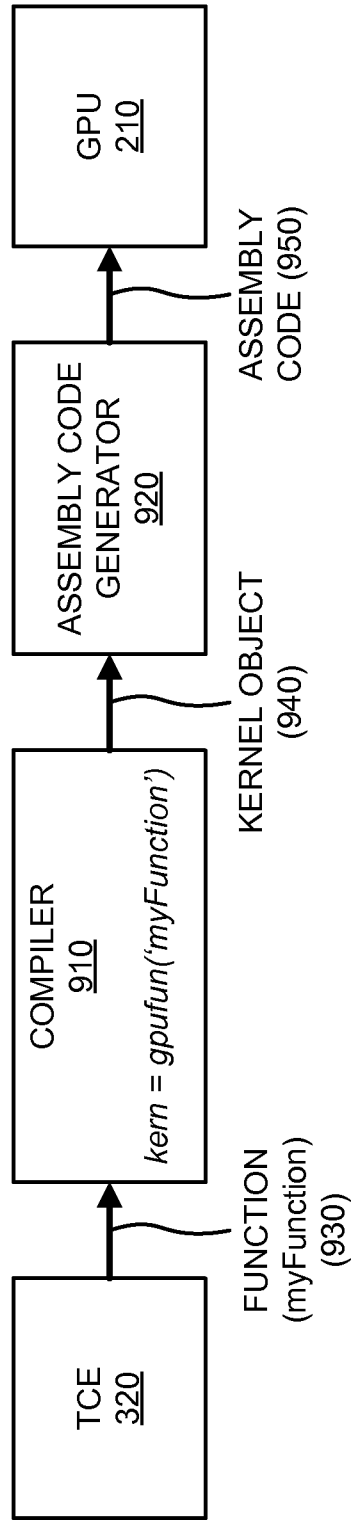 TCE
320
FUNCTION
(myFunction)
(930)
COMPILER
910
kern = gpufun(‘myFunction’)
KERNEL OBJECT
(940)
ASSEMBLY CODE
GENERATOR
920
ASSEMBLY
CODE (950)
GPU
210